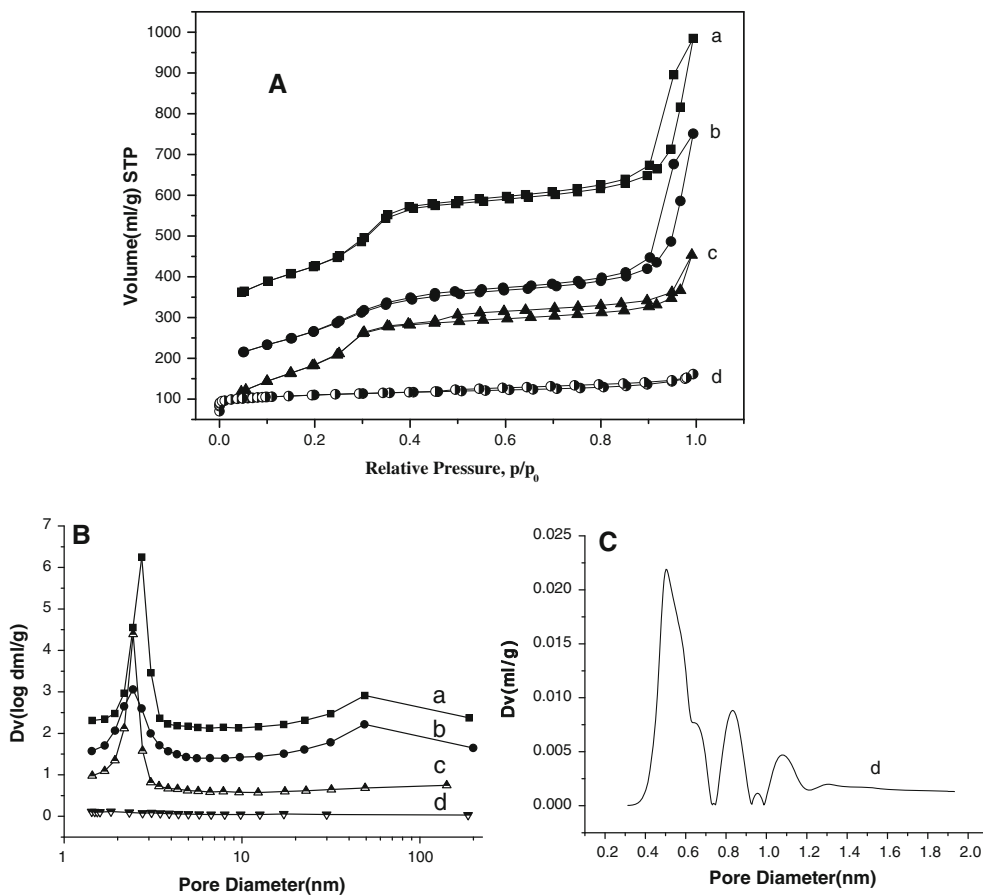 A
Volume(ml/g) STP
1000
900
800
700
600
500
400
300
200
100
a
b
c
d
0.0 0.2 0.4 0.6 0.8 1.0
Relative Pressure, p/p0
B
Dv(log dml/g)
7
6
5
4
3
2
1
0
a
b
c
d
1 10 100
Pore Diameter(nm)
C
Dv(ml/g)
0.025
0.020
0.015
0.010
0.005
0.000
d
0.2 0.4 0.6 0.8 1.0 1.2 1.4 1.6 1.8 2.0
Pore Diameter(nm)